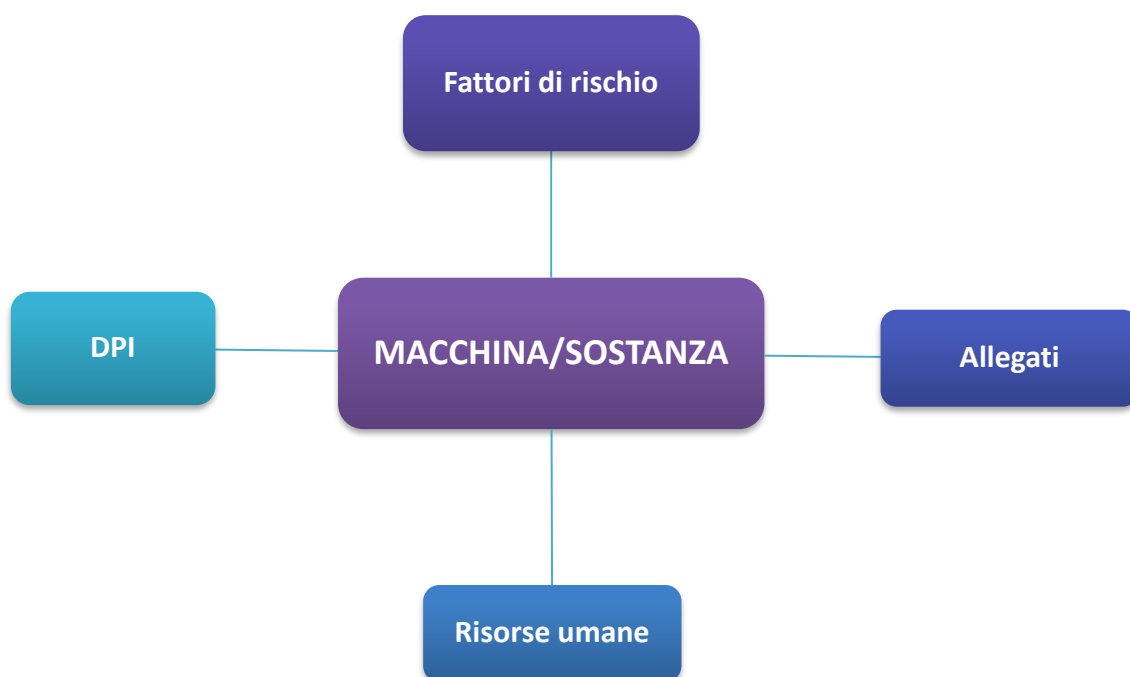 Fattori di rischio
DPI
MACCHINA/SOSTANZA
Allegati
Risorse umane